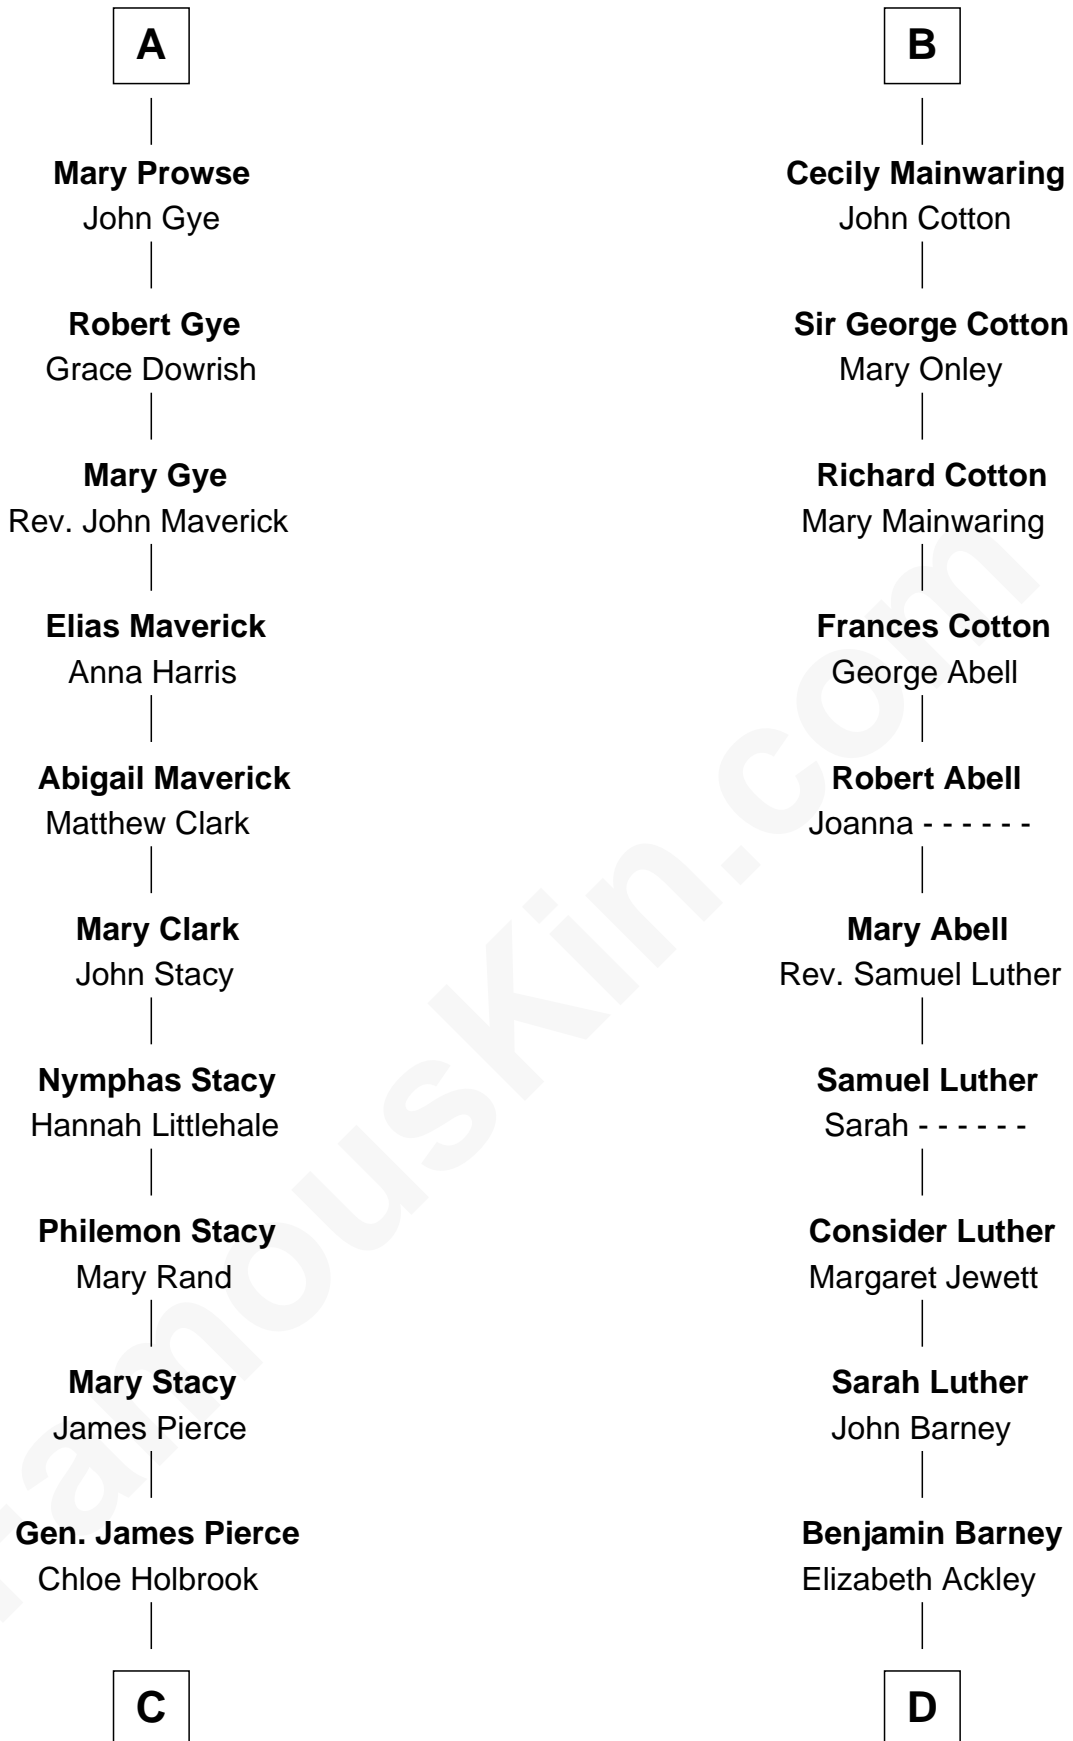 A
Mary Prowse
John Gye
Robert Gye
Grace Dowrish
Mary Gye
Rev. John Maverick
Elias Maverick
Anna Harris
Abigail Maverick
Matthew Clark
Mary Clark
John Stacy
Nymphas Stacy
Hannah Littlehale
Philemon Stacy
Mary Rand
Mary Stacy
James Pierce
Gen. James Pierce
Chloe Holbrook
C
B
Cecily Mainwaring
John Cotton
Sir George Cotton
Mary Onley
Richard Cotton
Mary Mainwaring
Frances Cotton
George Abell
Robert Abell
Joanna - - - - - -
Mary Abell
Rev. Samuel Luther
Samuel Luther
Sarah - - - - - -
Consider Luther
Margaret Jewett
Sarah Luther
John Barney
Benjamin Barney
Elizabeth Ackley
D
FamousKin.com